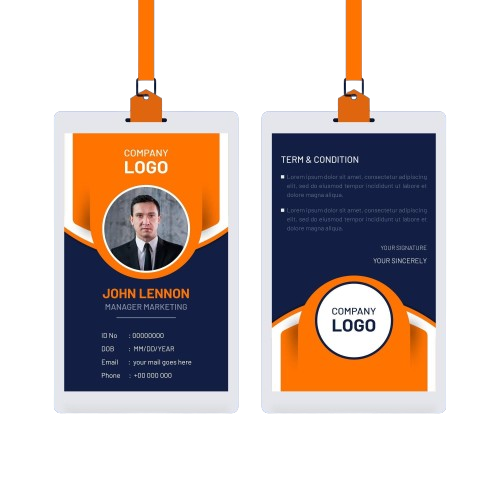 COMPANY
LOGO
JOHN LENNON
MANAGER MARKETING
ID No : 00000000
DOB : MM/DD/YEAR
Email : your mail goes here
Phone : +00 000 000
TERM & CONDITION
Lorem ipsum dolor sit amet, consectetur adipiscing
elit, sed do eiusmod tempor incididunt ut labore et
dolore magna aliqua.
Lorem ipsum dolor sit amet, consectetur adipiscing
elit, sed do eiusmod tempor incididunt ut labore et
dolore magna aliqua.
YOUR SIGNATURE
YOUR SINCERELY
COMPANY
LOGO